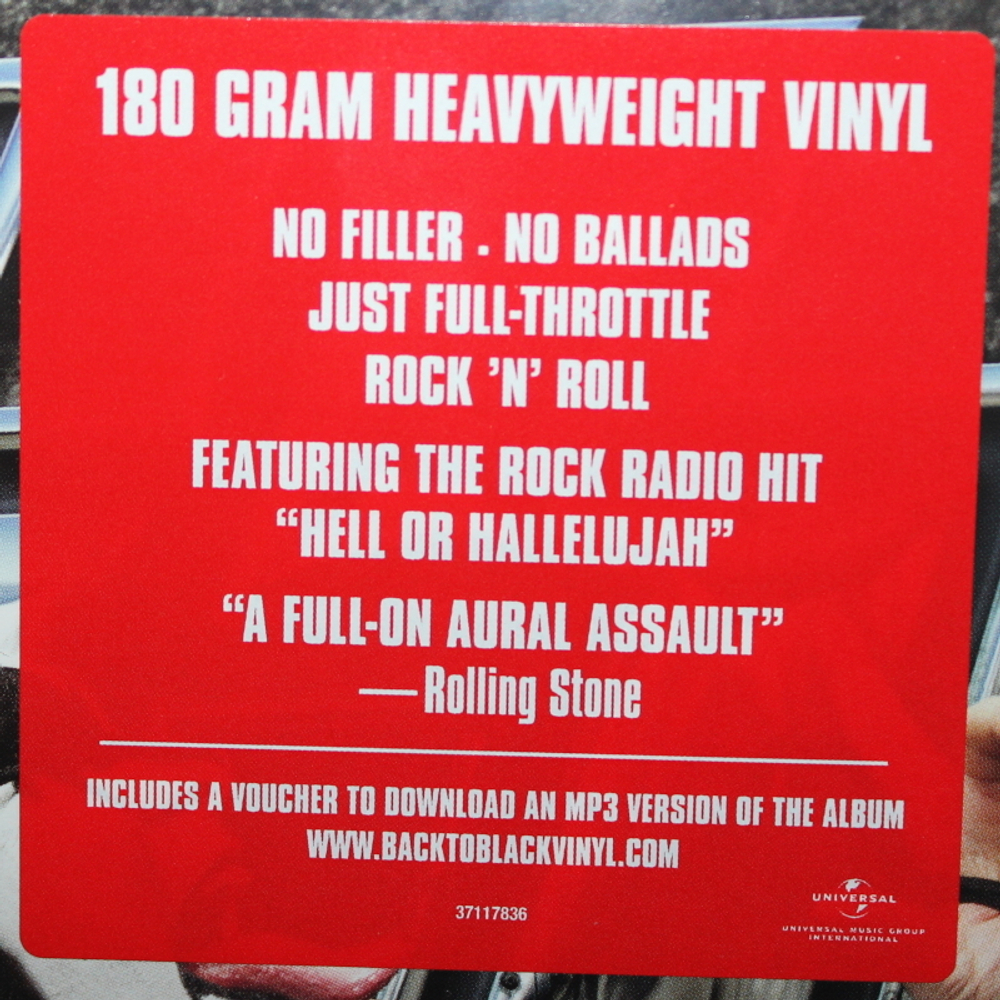 180 GRAM HEAVYWEIGHT VINYL
NO FILLER . NO BALLADS
JUST FULL-THROTTLE
ROCK 'N' ROLL
FEATURING THE ROCK RADIO HIT
“HELL OR HALLELUJAH”
“A FULL-ON AURAL ASSAULT”
—Rolling Stone
INCLUDES A VOUCHER TO DOWNLOAD AN MP3 VERSION OF THE ALBUM
WWW.BACKTOBLACKVINYL.COM
37117836
UNIVERSAL
UNIVERSAL MUSIC GROUP
INTERNATIONAL